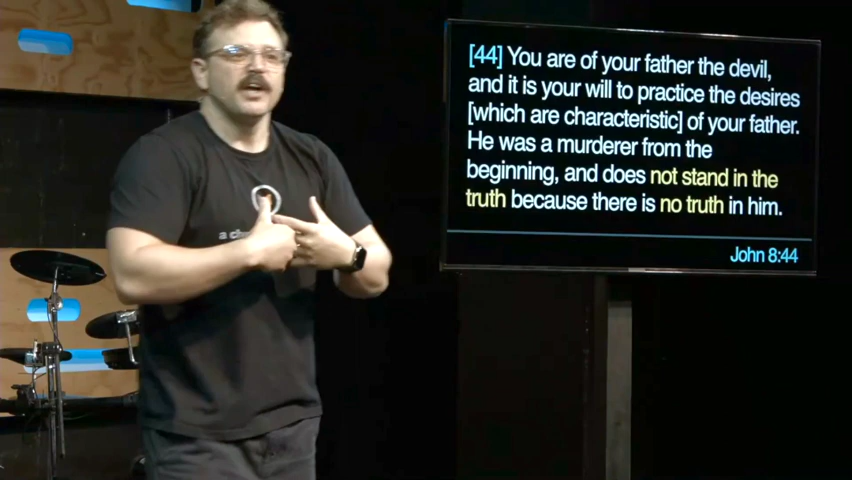 [44] You are of your father the devil,
and it is your will to practice the desires
[which are characteristic] of your father.
He was a murderer from the
beginning, and does not stand in the
truth because there is no truth in him.
John 8:44
a